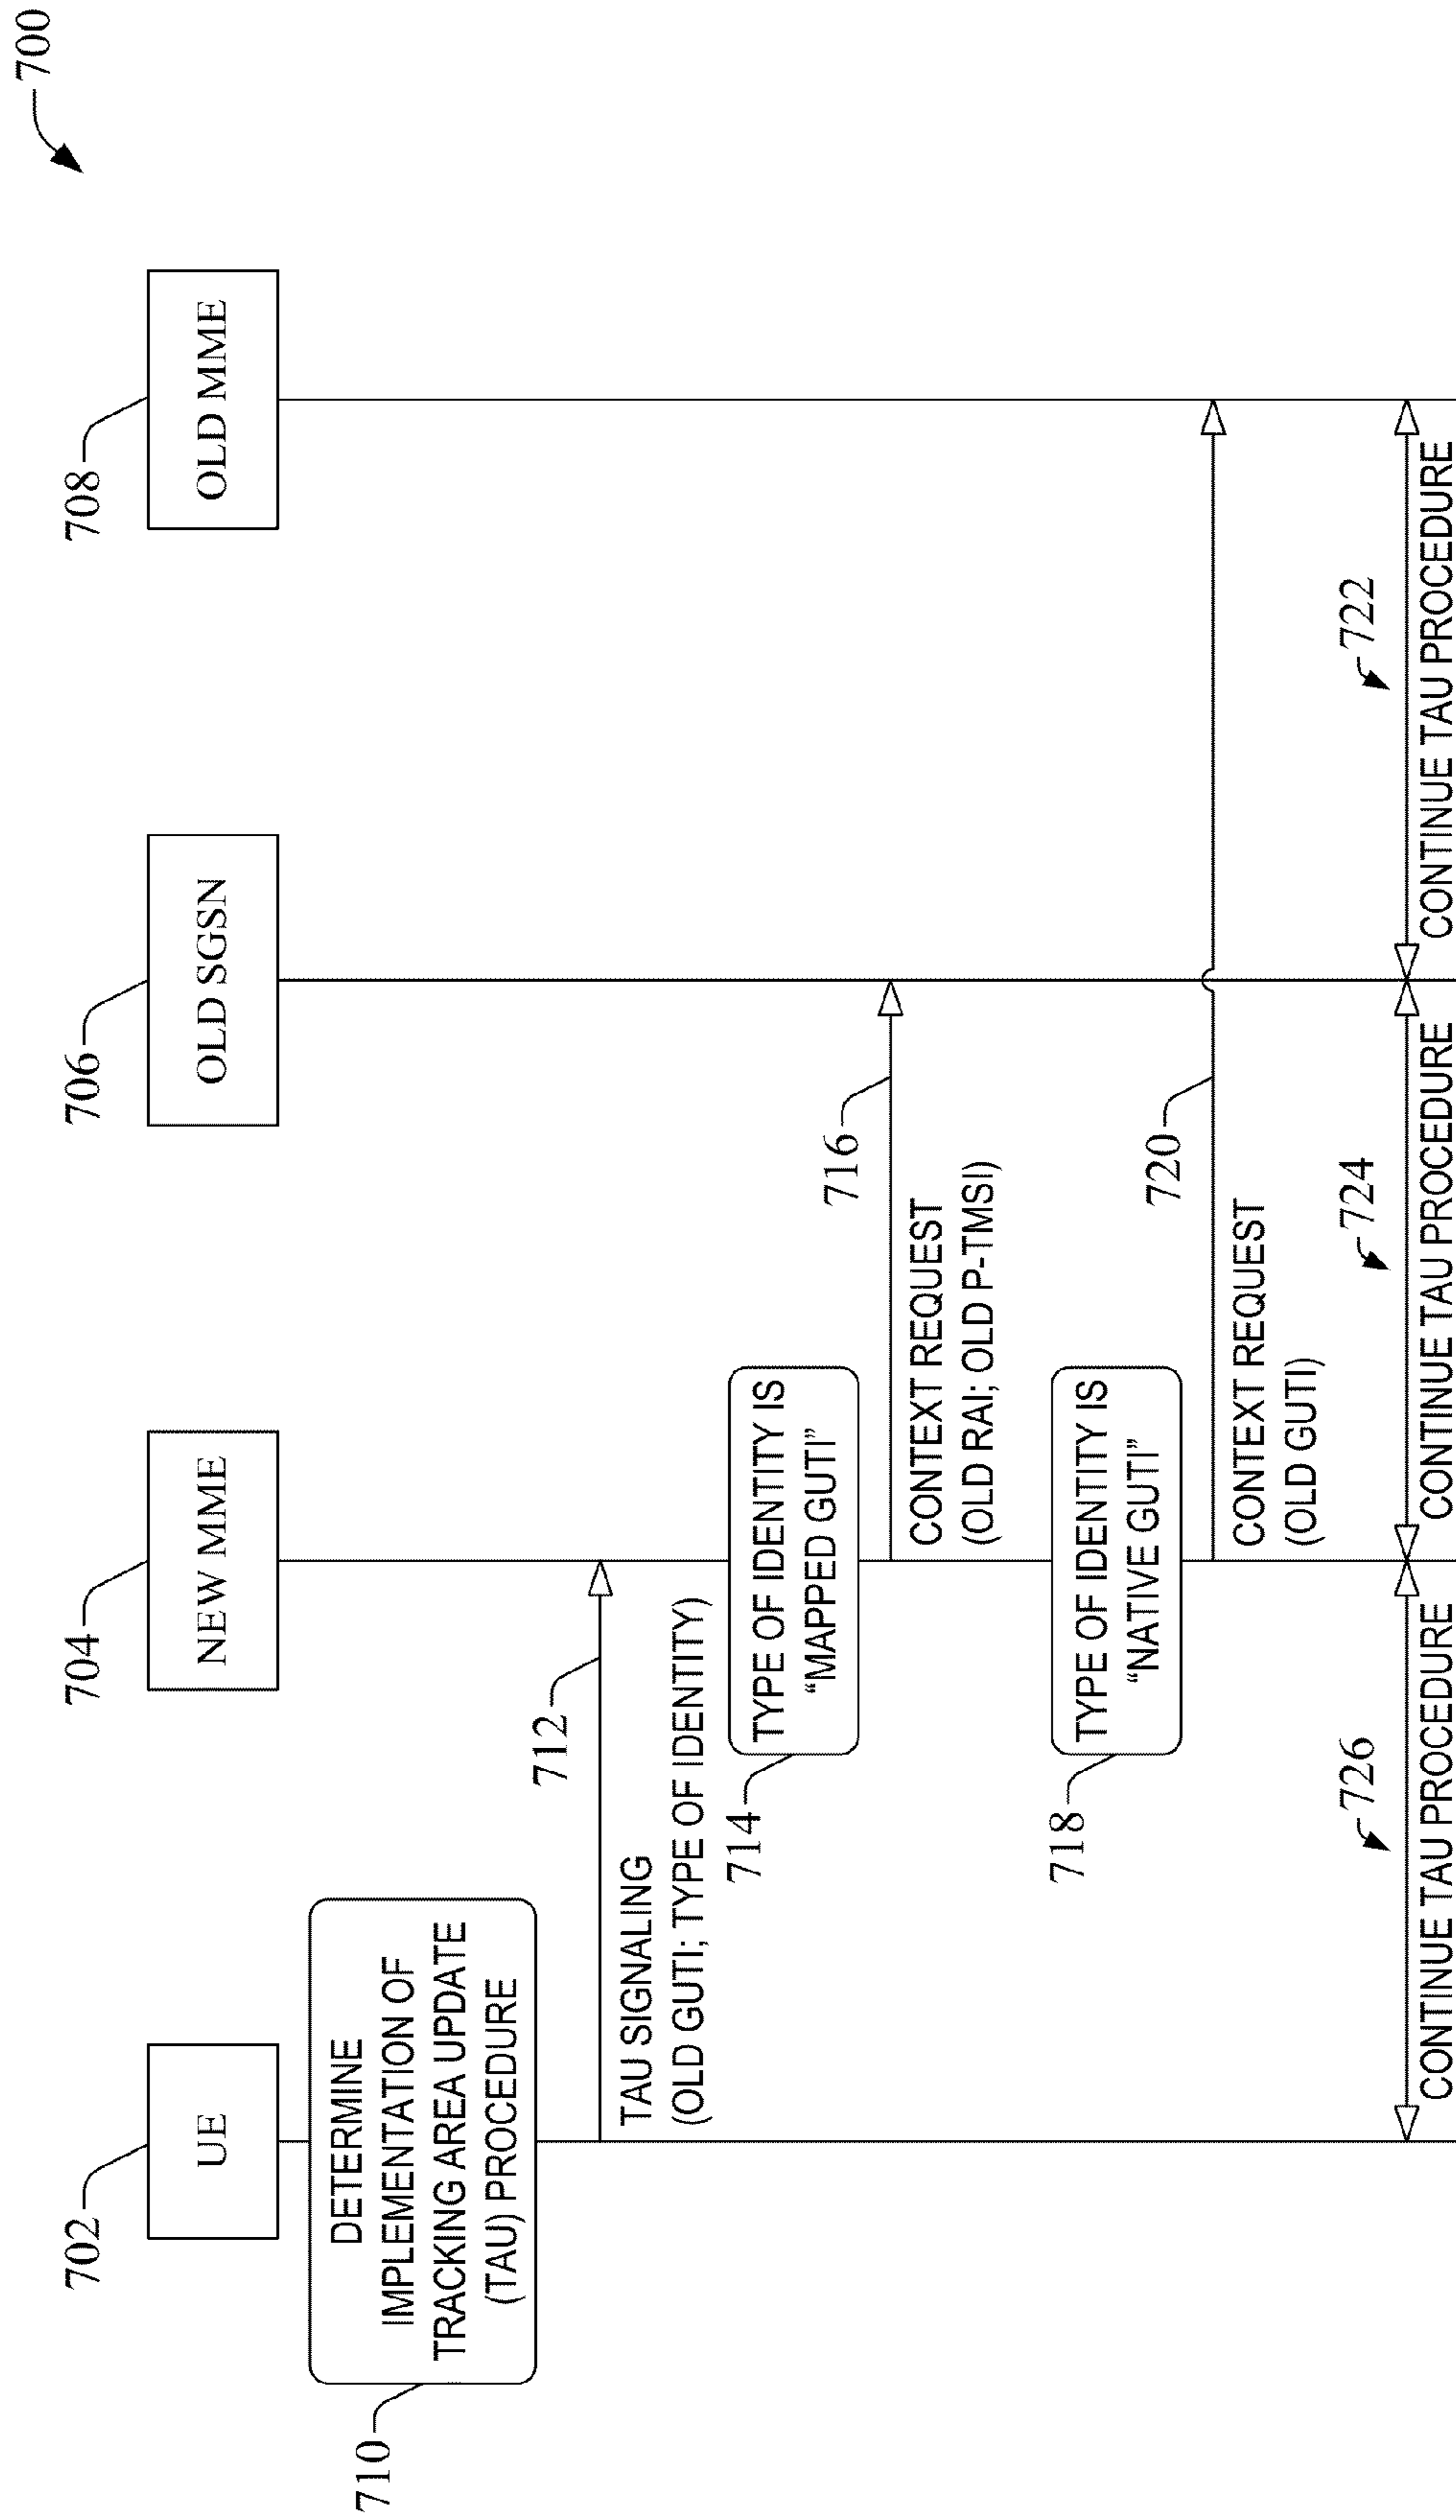 700
702
704
706
708
UE
NEW MME
OLD SGSN
OLD MME
710
DETERMINE
IMPLEMENTATION OF
TRACKING AREA UPDATE
(TAU) PROCEDURE
712
TAU SIGNALING
(OLD GUTI; TYPE OF IDENTITY)
714
TYPE OF IDENTITY IS
“MAPPED GUTI”
716
CONTEXT REQUEST
(OLD RAI; OLD P-TMSI)
718
TYPE OF IDENTITY IS
“NATIVE GUTI”
720
CONTEXT REQUEST
(OLD GUTI)
726
724
722
CONTINUE TAU PROCEDURE
CONTINUE TAU PROCEDURE
CONTINUE TAU PROCEDURE